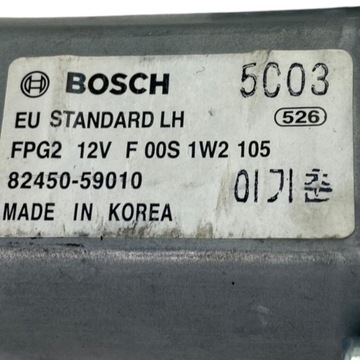 BOSCH 5C03
EU STANDARD LH 526
FPG2 12V F 00S 1W2 105
82450-59010 이기춘
MADE IN KOREA